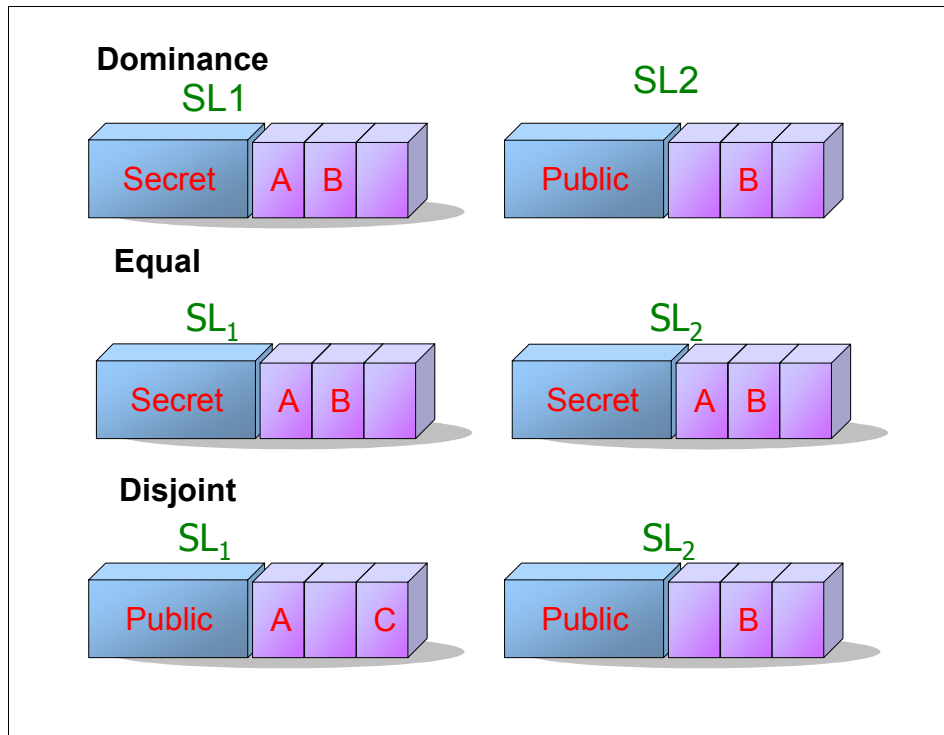 Dominance
SL1 SL2
Secret A B Public B
Equal
SL₁ SL₂
Secret A B Secret A B
Disjoint
SL₁ SL₂
Public A C Public B